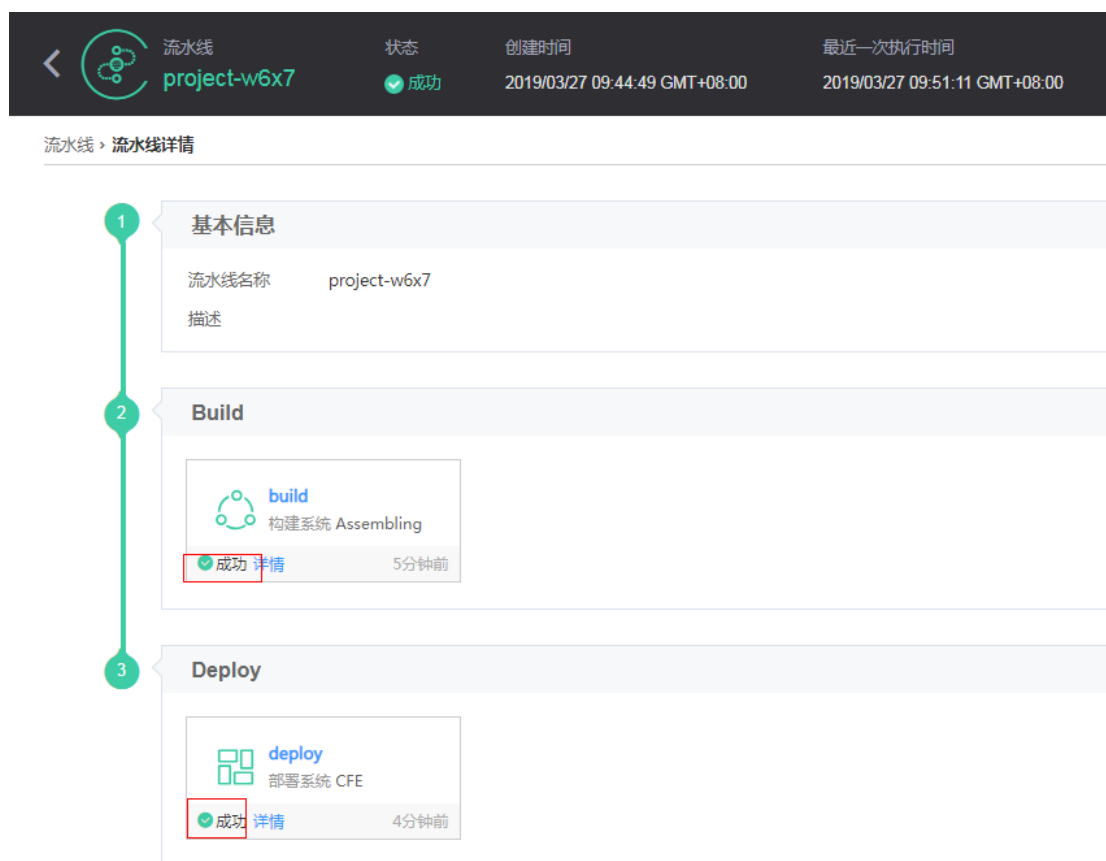 流水线 状态 创建时间 最近一次执行时间
project-w6x7 成功 2019/03/27 09:44:49 GMT+08:00 2019/03/27 09:51:11 GMT+08:00
流水线 › 流水线详情
1 基本信息
流水线名称 project-w6x7
描述
2 Build
build
构建系统 Assembling
成功 详情 5分钟前
3 Deploy
deploy
部署系统 CFE
成功 详情 4分钟前